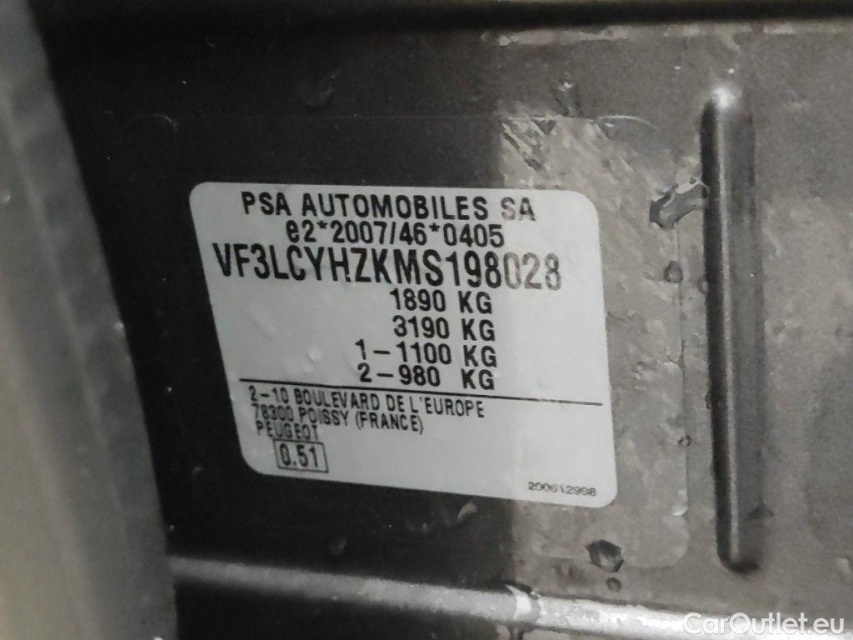 PSA AUTOMOBILES SA
e2*2007/46*0405
VF3LCYHZKMS198028
1890 KG
3190 KG
1-1100 KG
2-980 KG
2-10 BOULEVARD DE L'EUROPE
78300 POISSY (FRANCE)
PEUGEOT
0.51
200612998
CarOutlet.eu